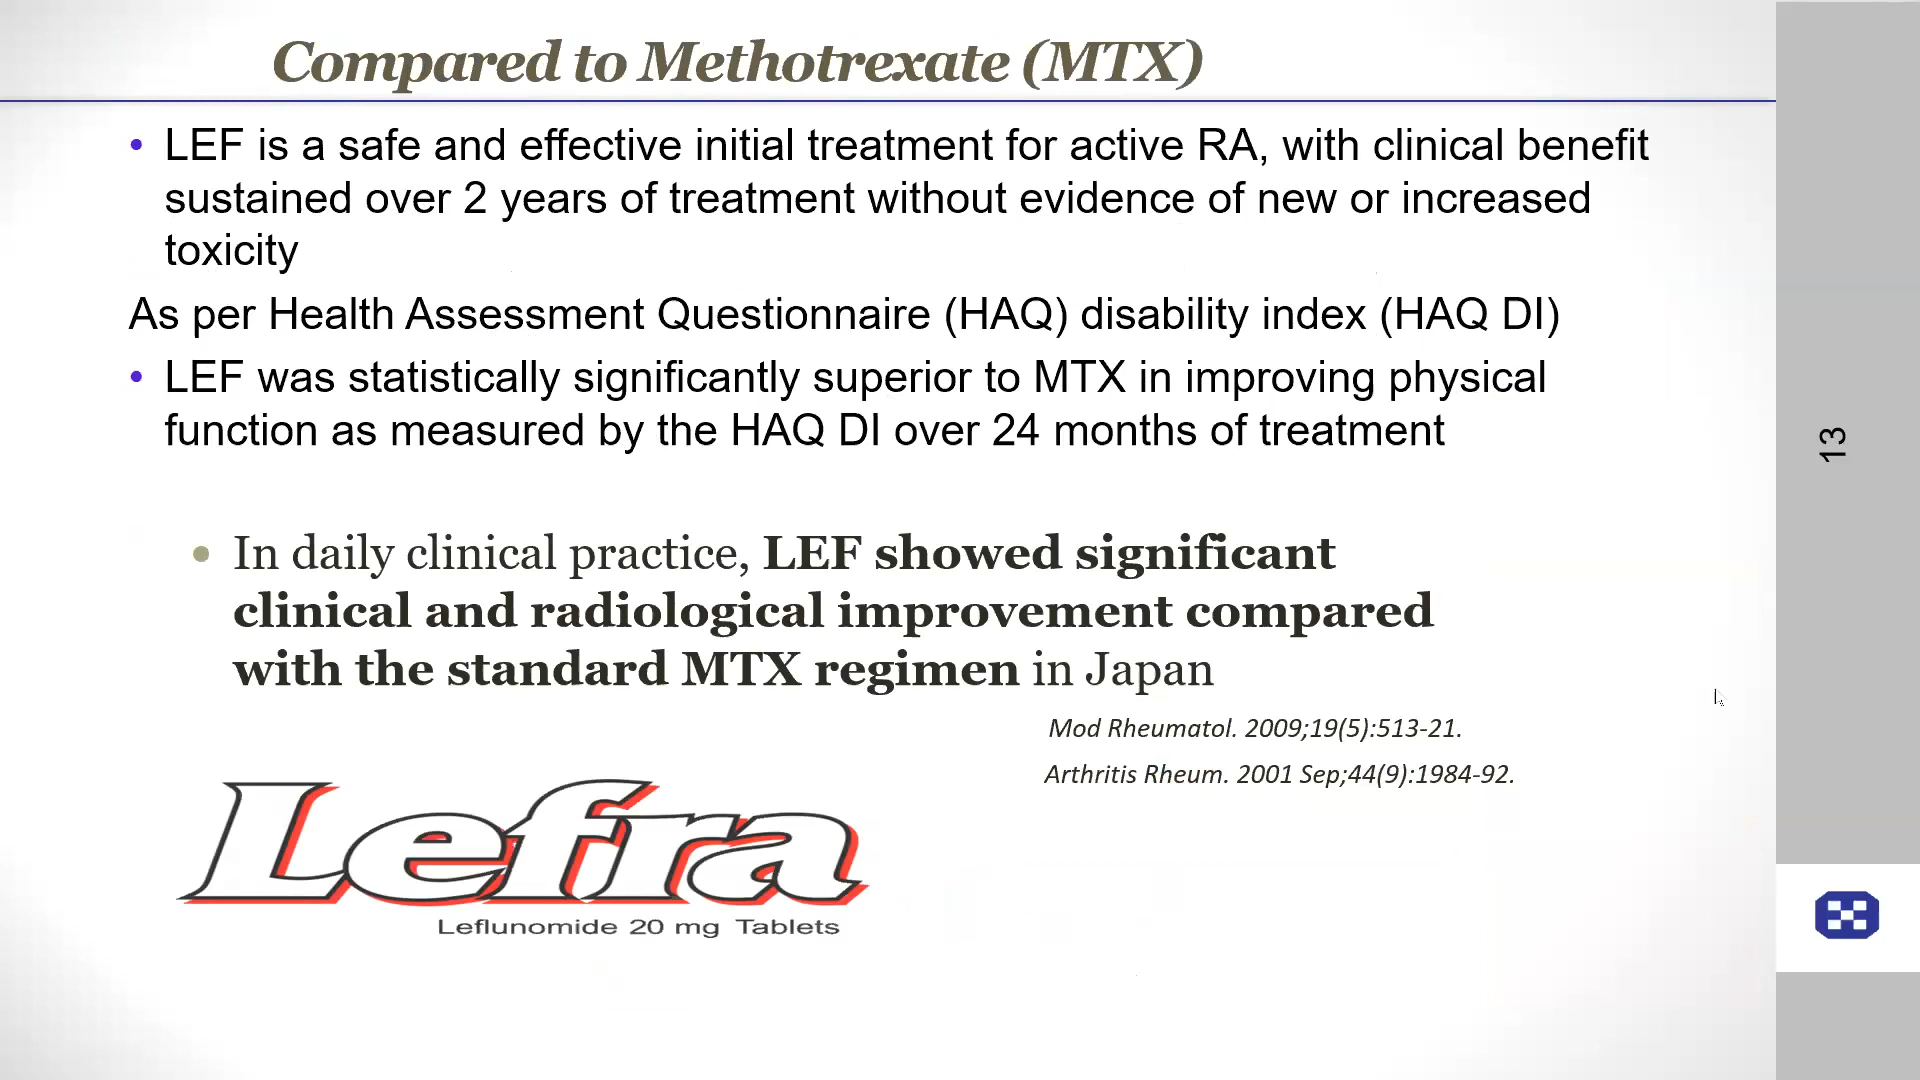 Compared to Methotrexate (MTX)
• LEF is a safe and effective initial treatment for active RA, with clinical benefit
sustained over 2 years of treatment without evidence of new or increased
toxicity
As per Health Assessment Questionnaire (HAQ) disability index (HAQ DI)
• LEF was statistically significantly superior to MTX in improving physical
function as measured by the HAQ DI over 24 months of treatment
• In daily clinical practice, LEF showed significant
clinical and radiological improvement compared
with the standard MTX regimen in Japan
Mod Rheumatol. 2009;19(5):513-21.
Arthritis Rheum. 2001 Sep;44(9):1984-92.
Lefra
Leflunomide 20 mg Tablets
13